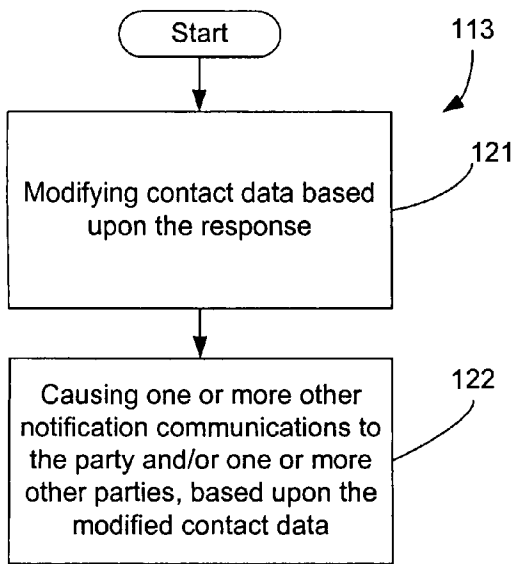 Start
113
121
Modifying contact data based
upon the response
122
Causing one or more other
notification communications to
the party and/or one or more
other parties, based upon the
modified contact data